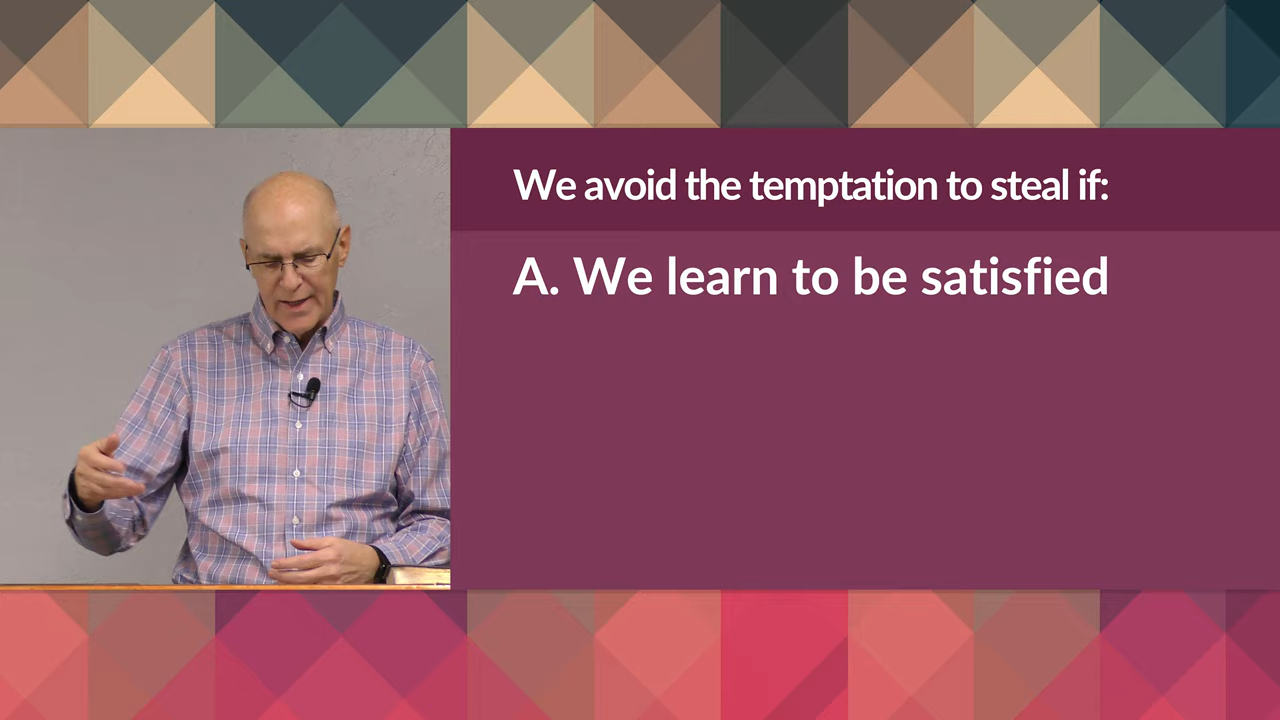 We avoid the temptation to steal if:
A. We learn to be satisfied